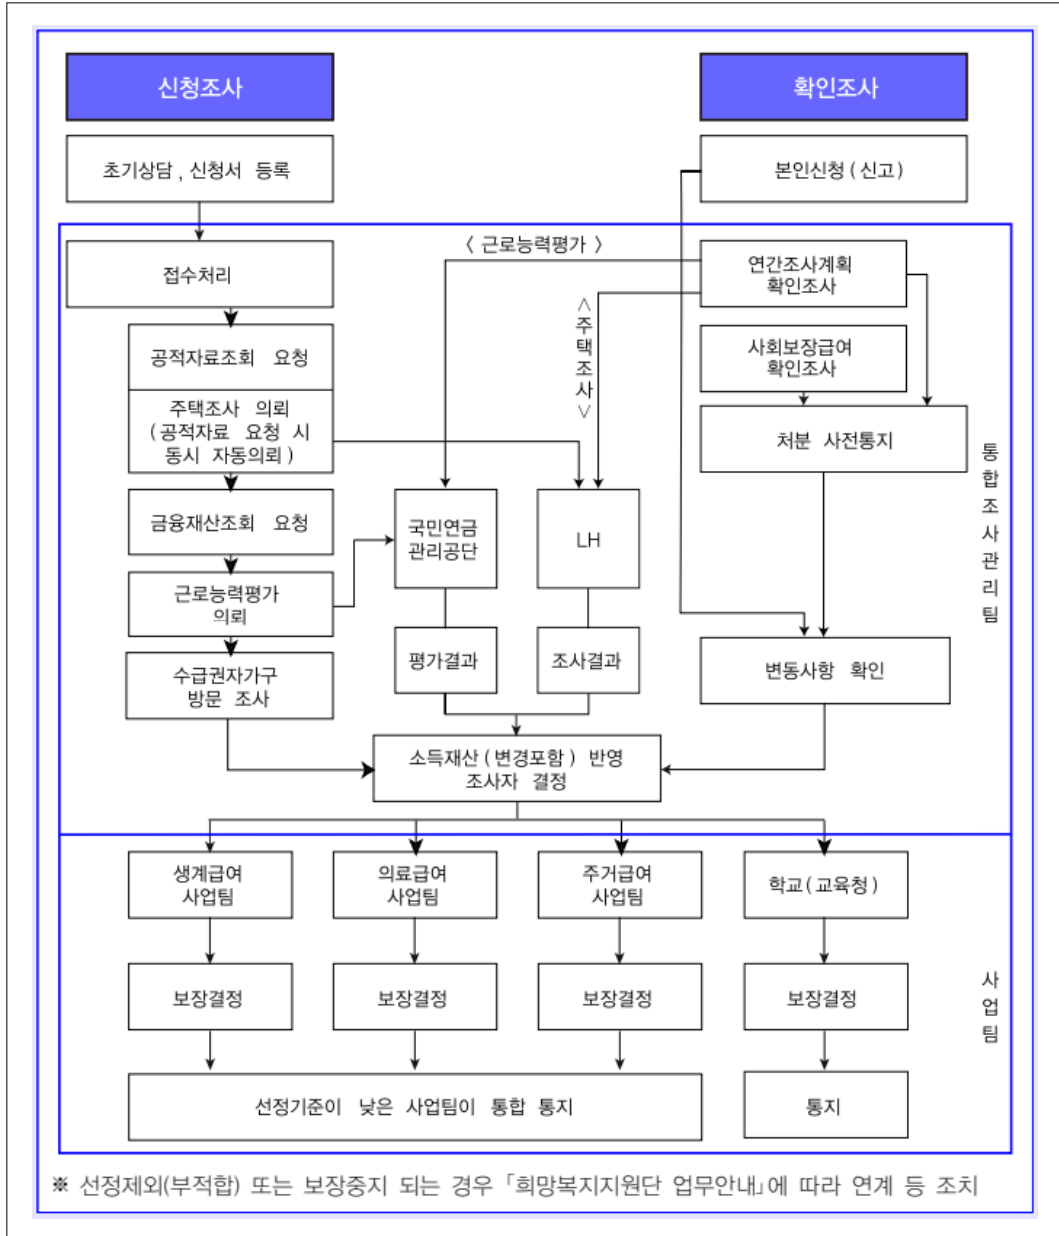 신청조사
확인조사
초기상담, 신청서 등록
본인신청(신고)
접수처리
〈 근로능력평가 〉
연간조사계획
확인조사
〈주택조사〉
공적자료조회 요청
사회보장급여
확인조사
주택조사 의뢰
(공적자료 요청 시
동시 자동의뢰)
처분 사전통지
통합조사관리팀
금융재산조회 요청
국민연금
관리공단
LH
근로능력평가
의뢰
평가결과
조사결과
변동사항 확인
수급권자가구
방문 조사
소득재산(변경포함) 반영
조사자 결정
생계급여
사업팀
의료급여
사업팀
주거급여
사업팀
학교(교육청)
보장결정
보장결정
보장결정
보장결정
사업팀
선정기준이 낮은 사업팀이 통합 통지
통지
※ 선정제외(부적합) 또는 보장중지 되는 경우 「희망복지지원단 업무안내」에 따라 연계 등 조치